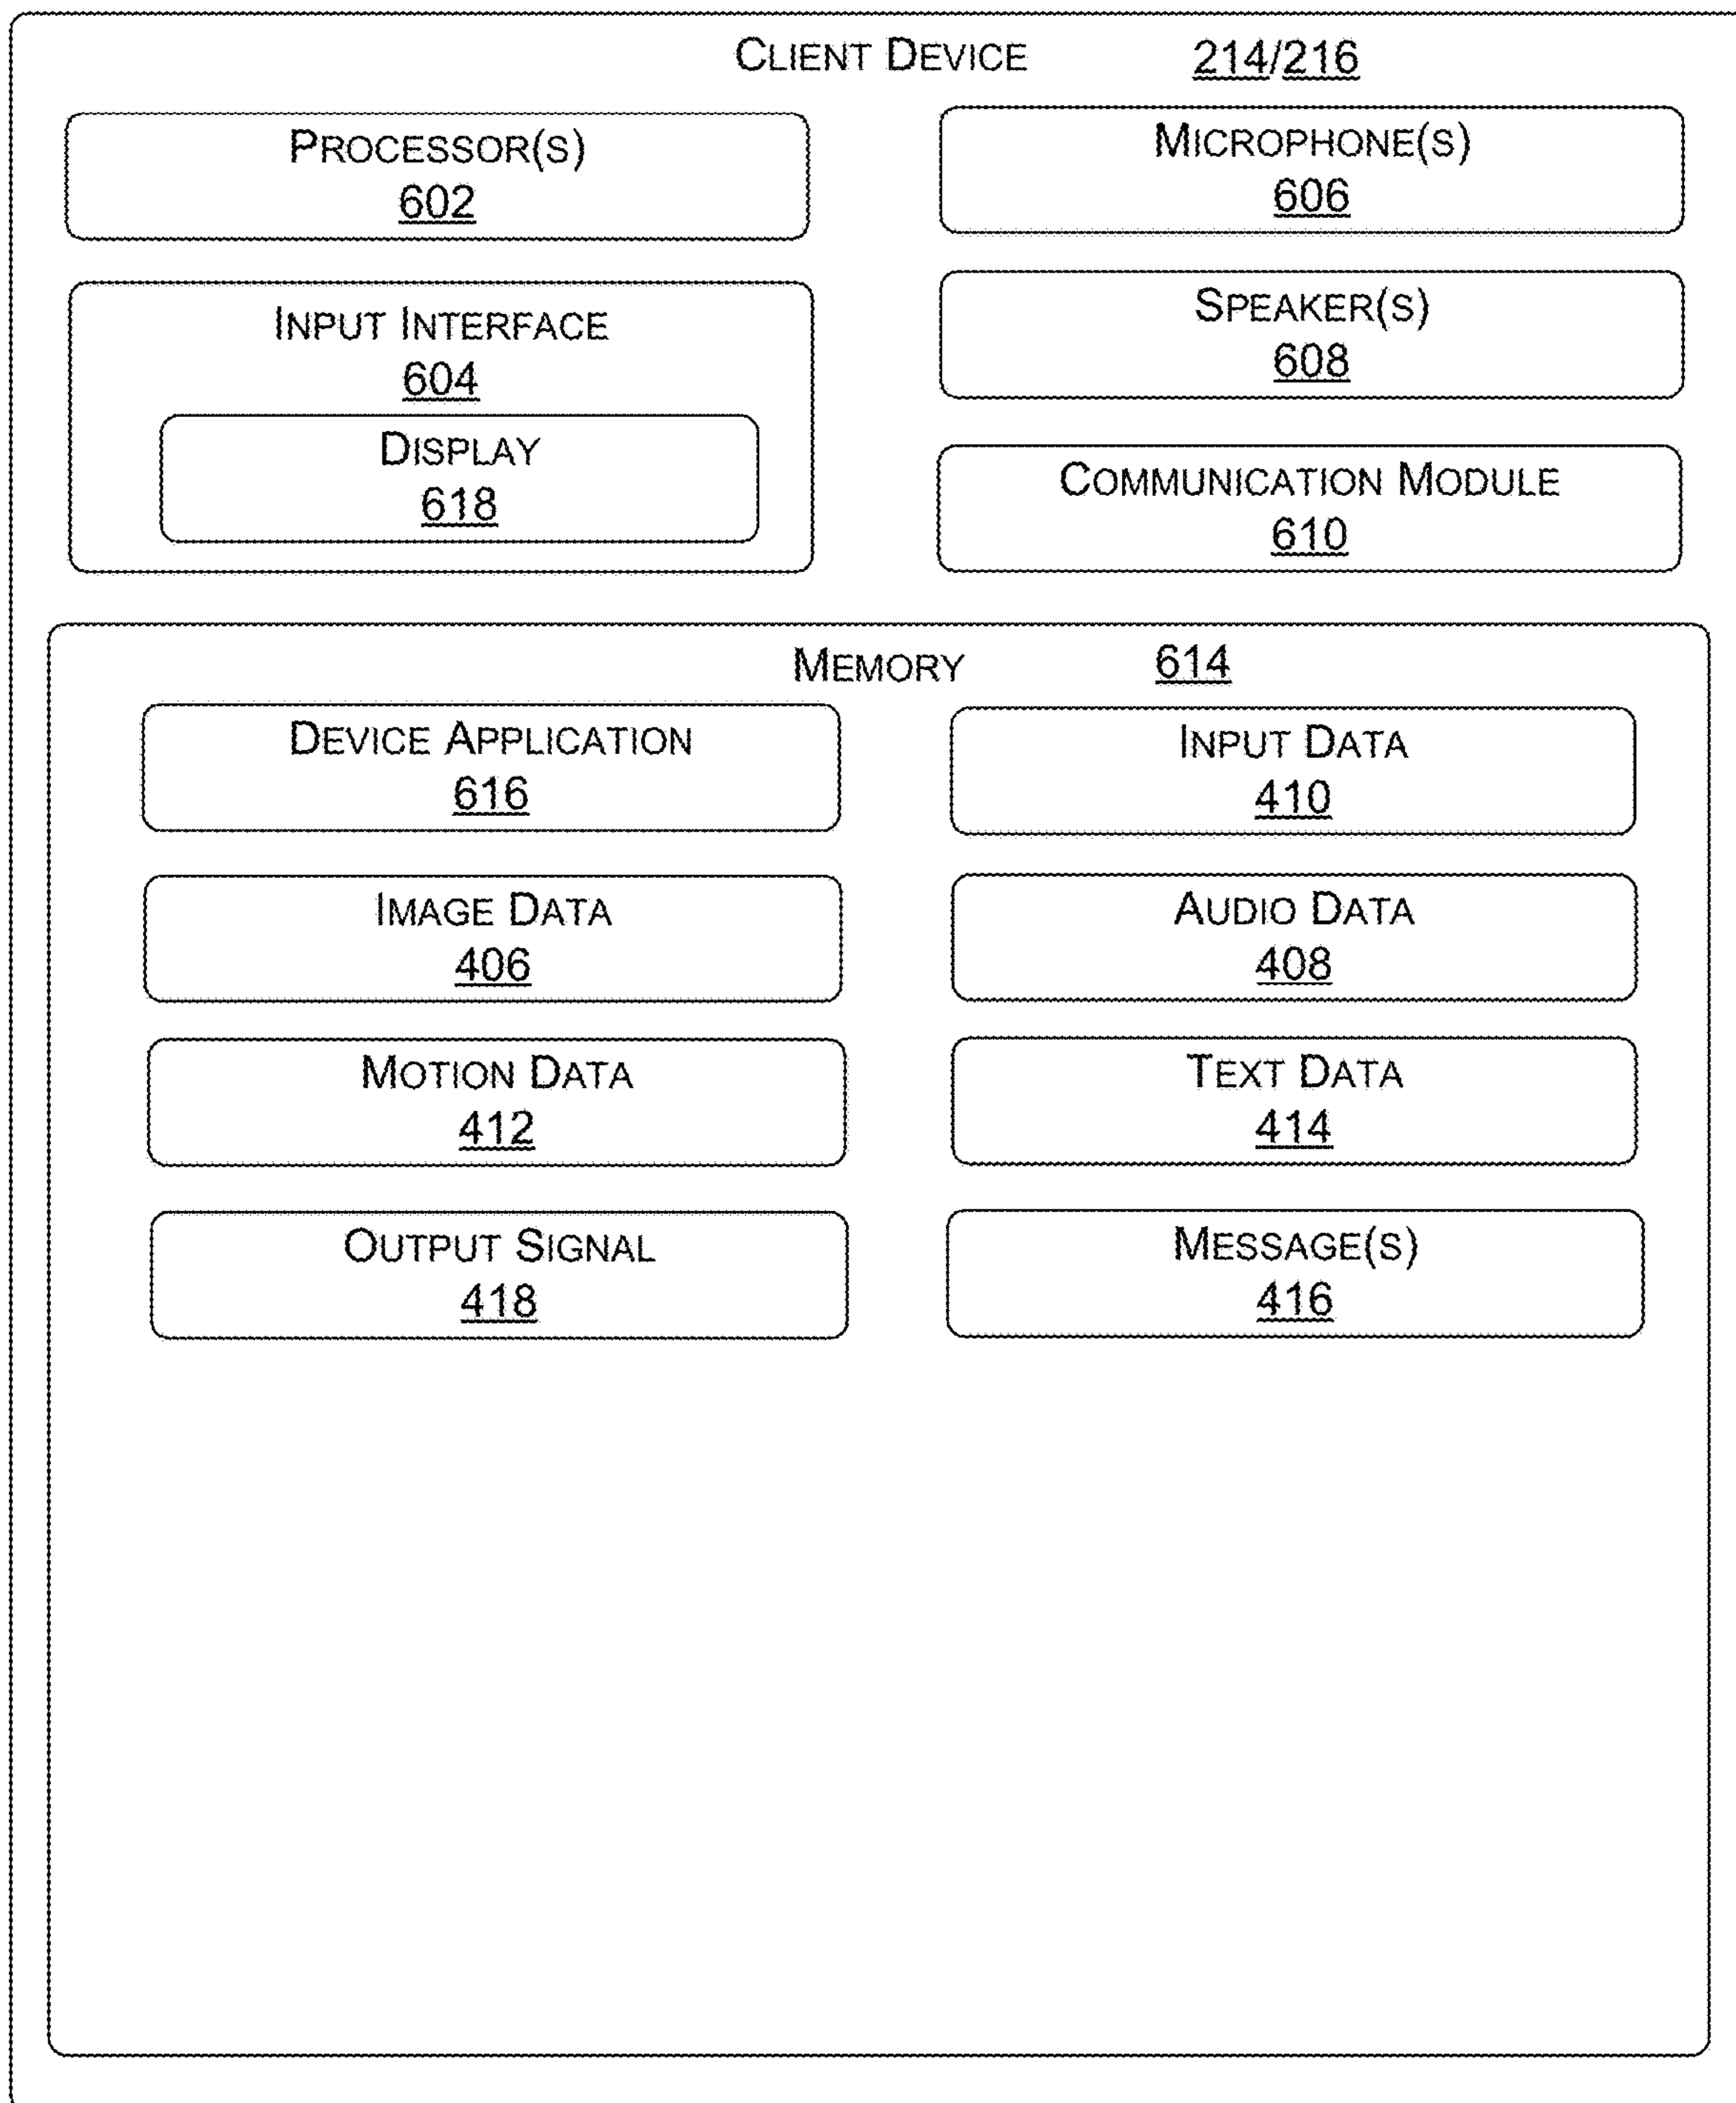 CLIENT DEVICE 214/216
PROCESSOR(S)
602
MICROPHONE(S)
606
INPUT INTERFACE
604
DISPLAY
618
SPEAKER(S)
608
COMMUNICATION MODULE
610
MEMORY 614
DEVICE APPLICATION
616
INPUT DATA
410
IMAGE DATA
406
AUDIO DATA
408
MOTION DATA
412
TEXT DATA
414
OUTPUT SIGNAL
418
MESSAGE(S)
416